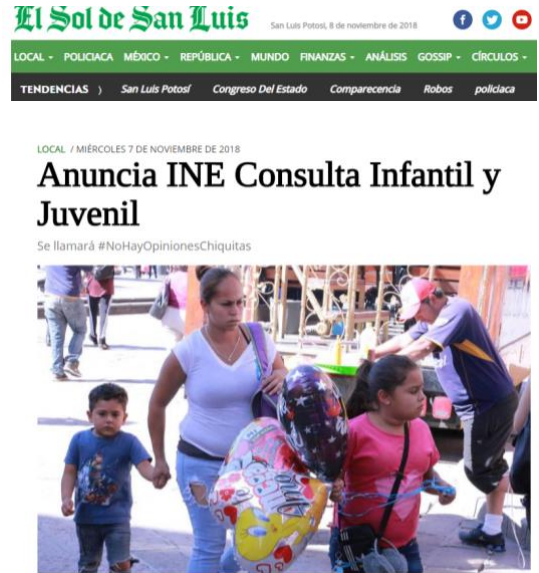 El Sol de San Luis
San Luis Potosí, 8 de noviembre de 2018
LOCAL POLICIACA MÉXICO REPÚBLICA MUNDO FINANZAS ANÁLISIS GOSSIP CÍRCULOS
TENDENCIAS ) San Luis Potosí Congreso Del Estado Comparecencia Robos policiaca
LOCAL / MIÉRCOLES 7 DE NOVIEMBRE DE 2018
Anuncia INE Consulta Infantil y
Juvenil
Se llamará #NoHayOpinionesChiquitas